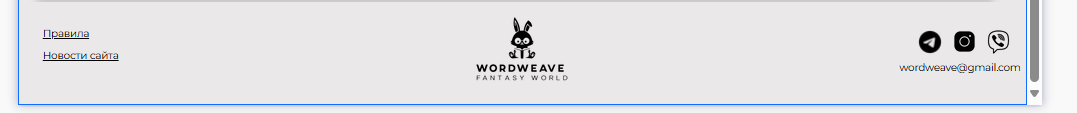 Правила
Новости сайта
WORDWEAVE
FANTASY WORLD
wordweave@gmail.com